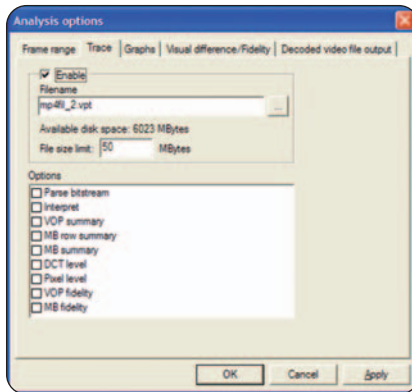 Analysis options
Frame range Trace Graphs Visual difference/Fidelity Decoded video file output
Enable
Filename
mp4fil_2.vpt
...
Available disk space: 6023 MBytes
File size limit: 50 MBytes
Options
Parse bitstream
Interpret
VOP summary
MB row summary
MB summary
DCT level
Pixel level
VOP fidelity
MB fidelity
OK Cancel Apply